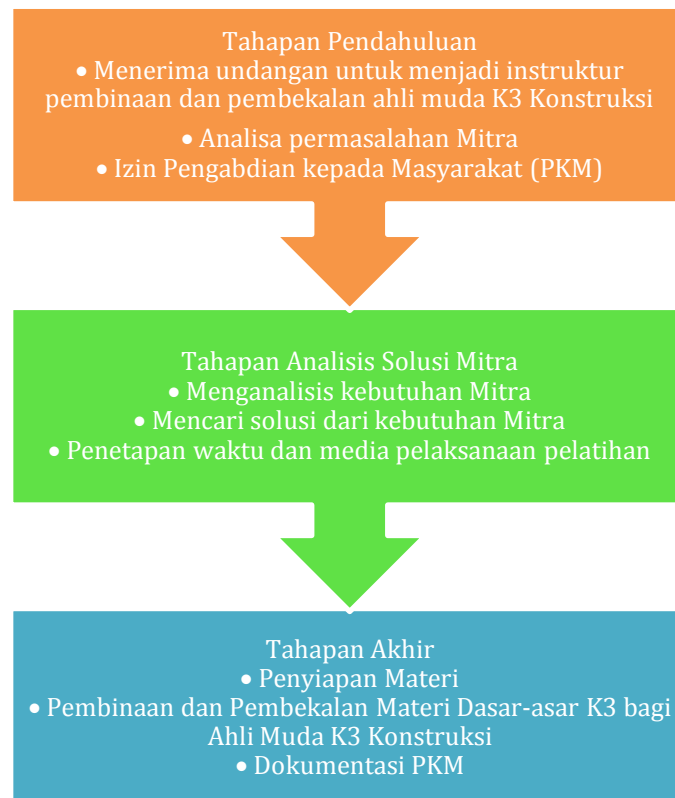 Tahapan Pendahuluan
• Menerima undangan untuk menjadi instruktur
pembinaan dan pembekalan ahli muda K3 Konstruksi
• Analisa permasalahan Mitra
• Izin Pengabdian kepada Masyarakat (PKM)
Tahapan Analisis Solusi Mitra
• Menganalisis kebutuhan Mitra
• Mencari solusi dari kebutuhan Mitra
• Penetapan waktu dan media pelaksanaan pelatihan
Tahapan Akhir
• Penyiapan Materi
• Pembinaan dan Pembekalan Materi Dasar-asar K3 bagi
Ahli Muda K3 Konstruksi
• Dokumentasi PKM